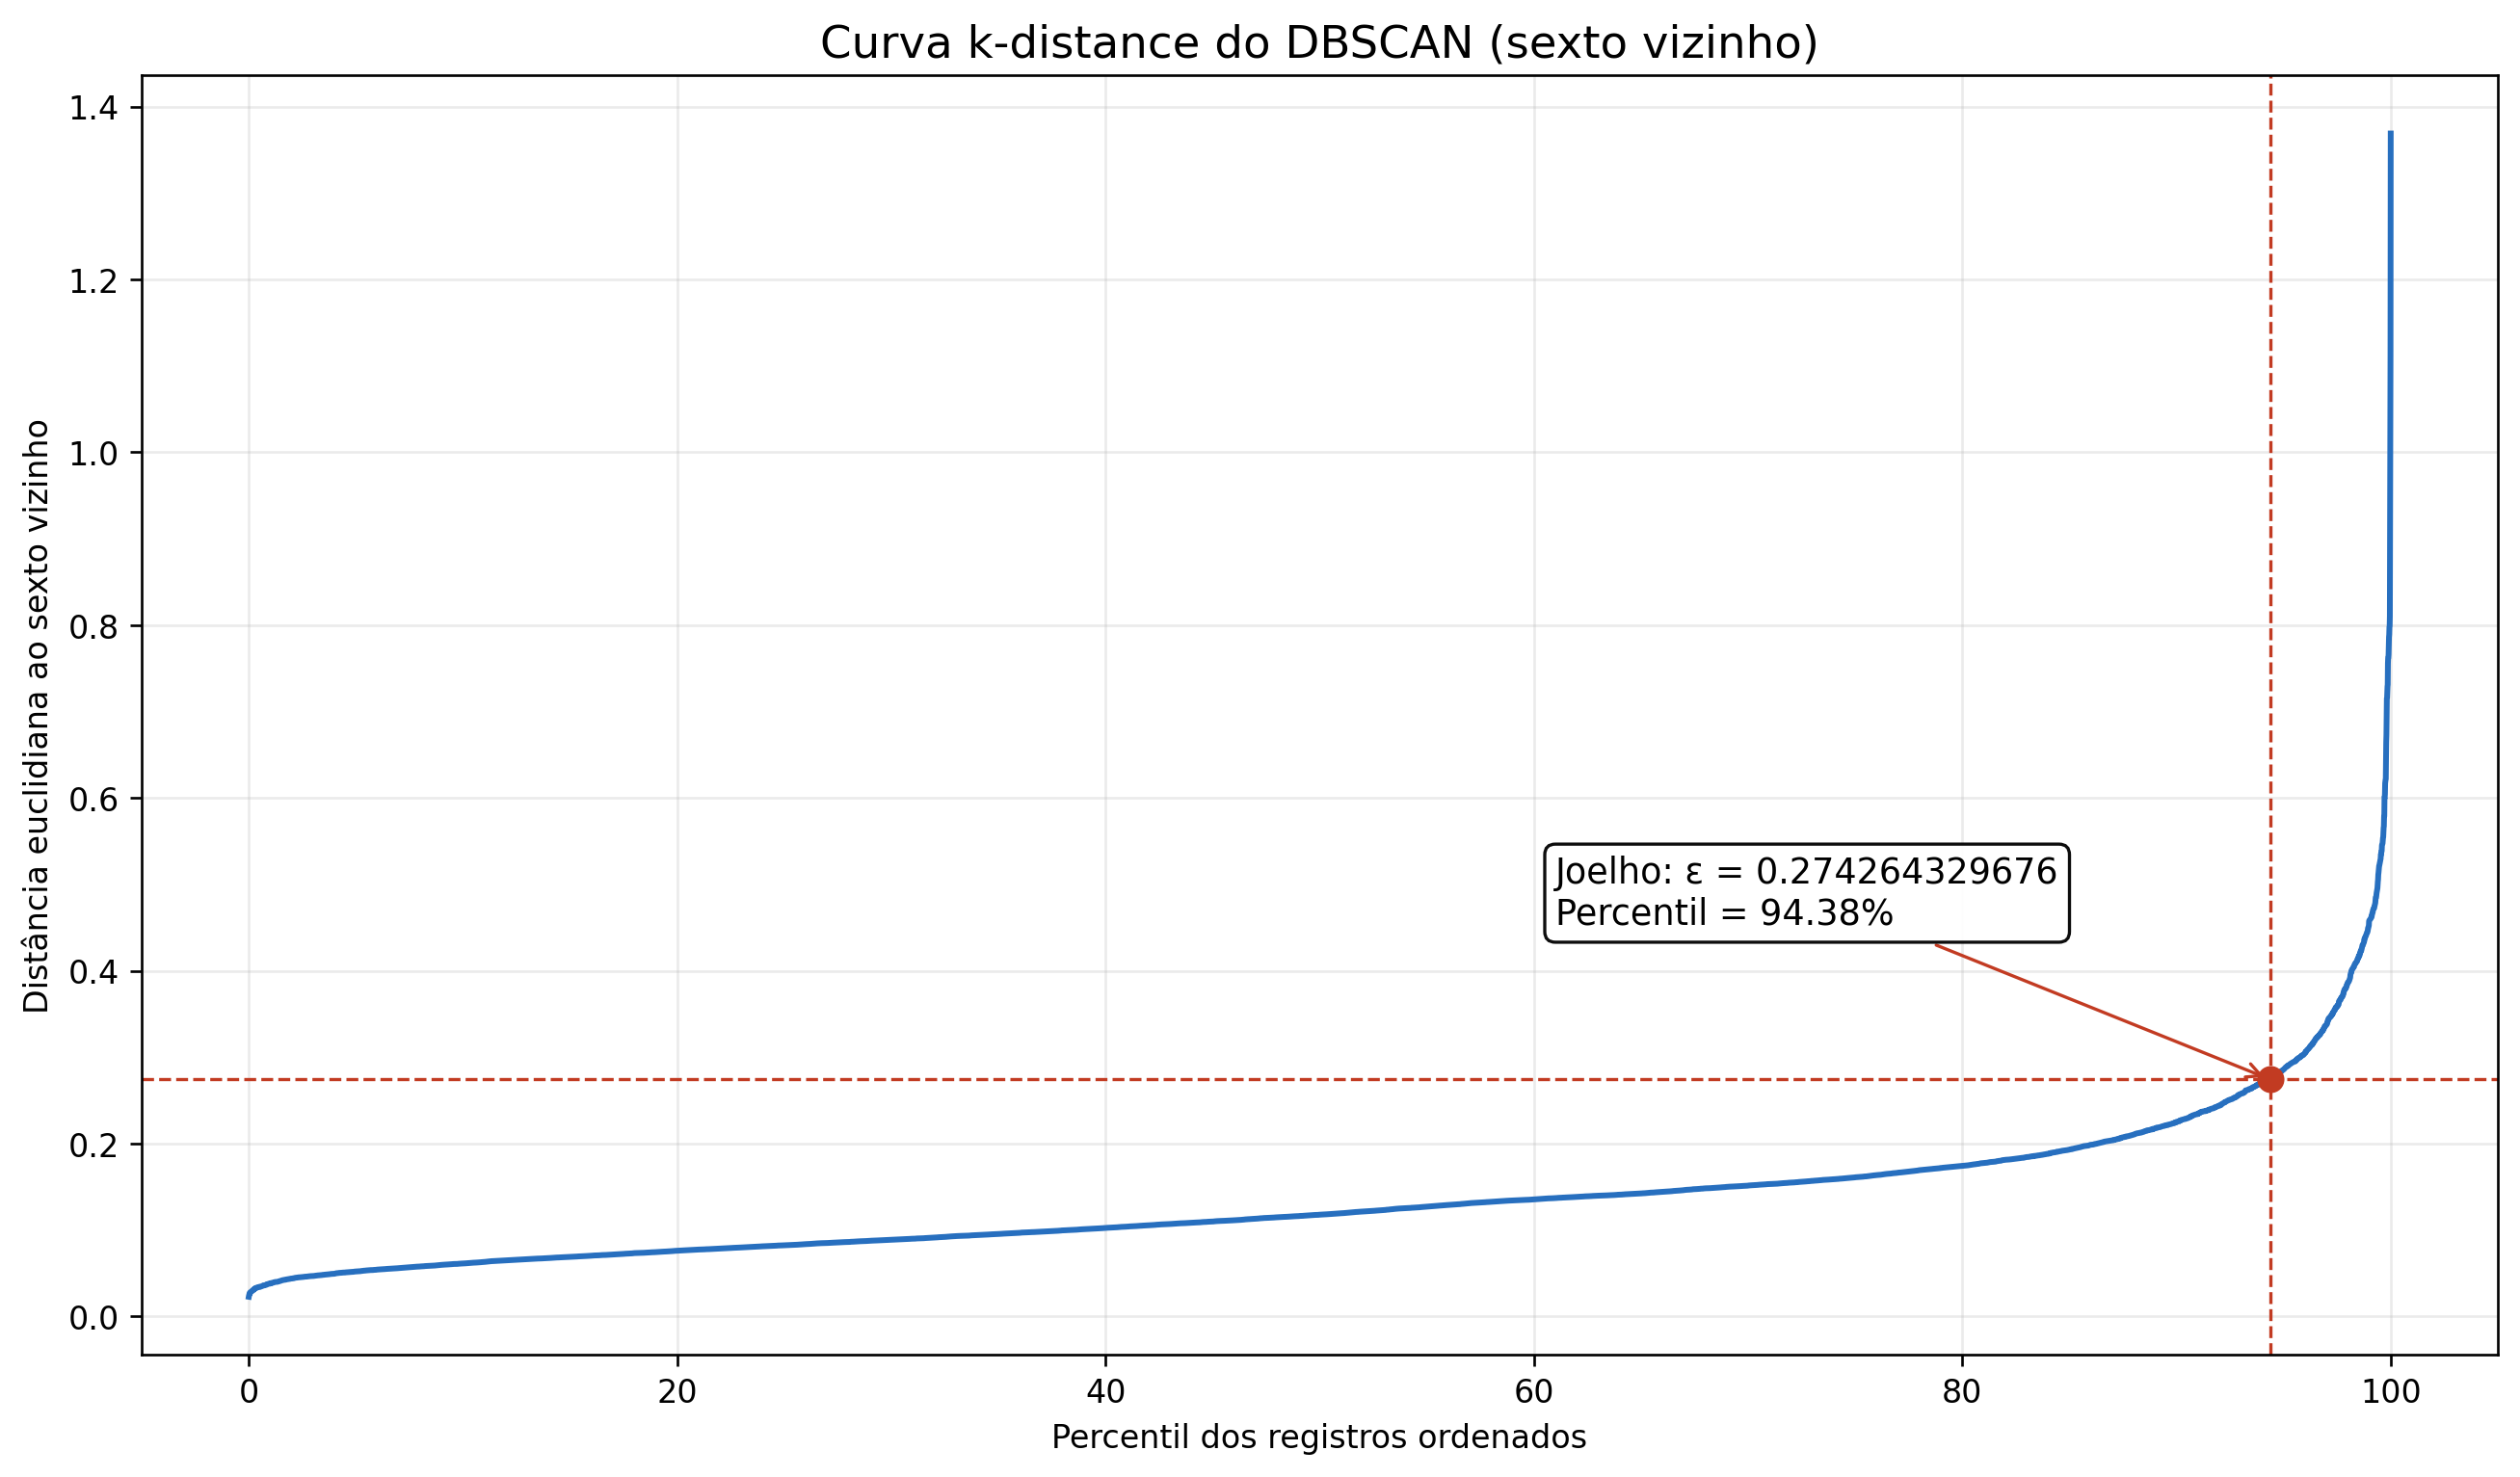 Curva k-distance do DBSCAN (sexto vizinho)
Distância euclidiana ao sexto vizinho
1.4
1.2
1.0
0.8
0.6
0.4
0.2
0.0
Joelho: ε = 0.274264329676
Percentil = 94.38%
0 20 40 60 80 100
Percentil dos registros ordenados